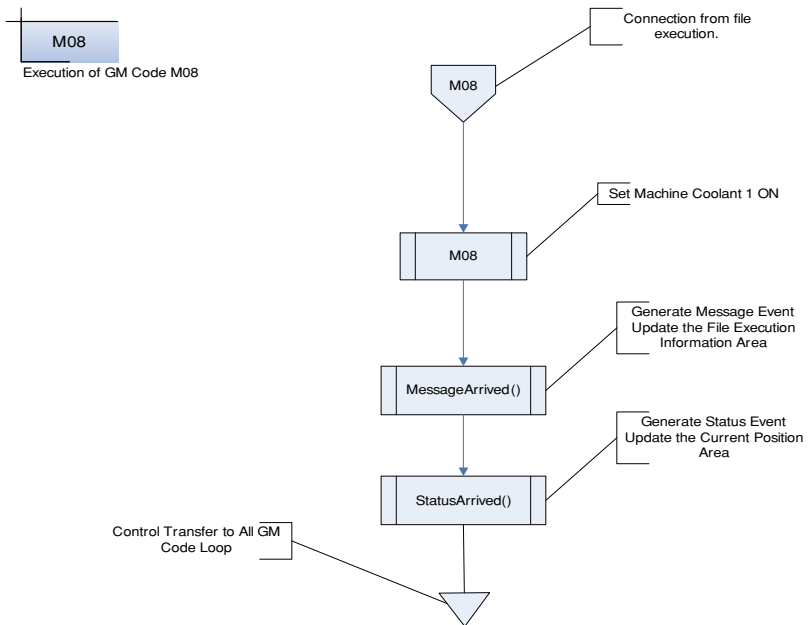 M08
Execution of GM Code M08
Connection from file
execution.
M08
Set Machine Coolant 1 ON
M08
Generate Message Event
Update the File Execution
Information Area
MessageArrived()
Generate Status Event
Update the Current Position
Area
StatusArrived()
Control Transfer to All GM
Code Loop